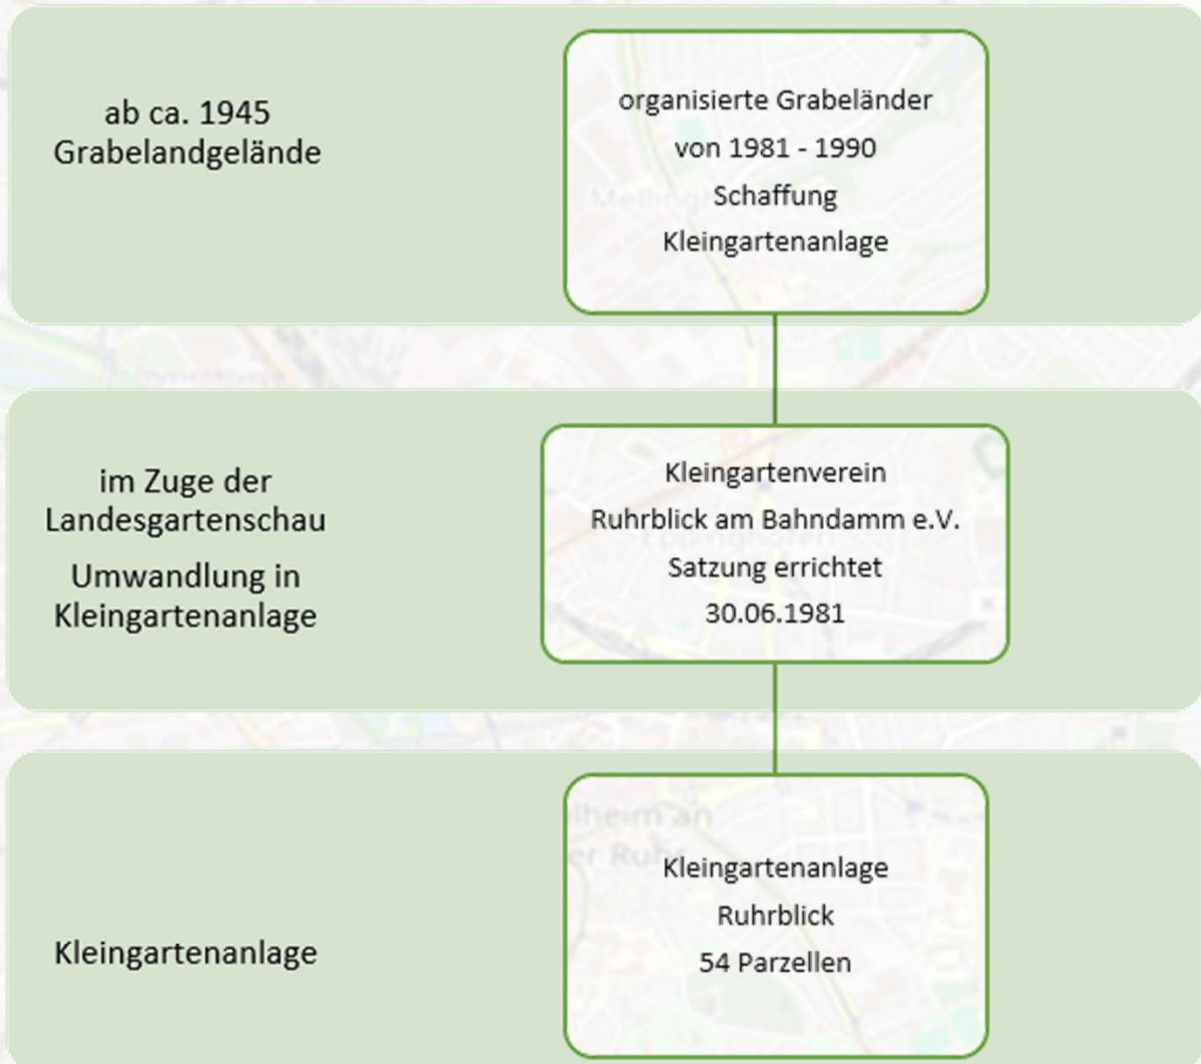 ab ca. 1945
Grabelandgelände
organisierte Grabeländer
von 1981 - 1990
Schaffung
Kleingartenanlage
im Zuge der
Landesgartenschau
Umwandlung in
Kleingartenanlage
Kleingartenverein
Ruhrblick am Bahndamm e.V.
Satzung errichtet
30.06.1981
Kleingartenanlage
Kleingartenanlage
Ruhrblick
54 Parzellen